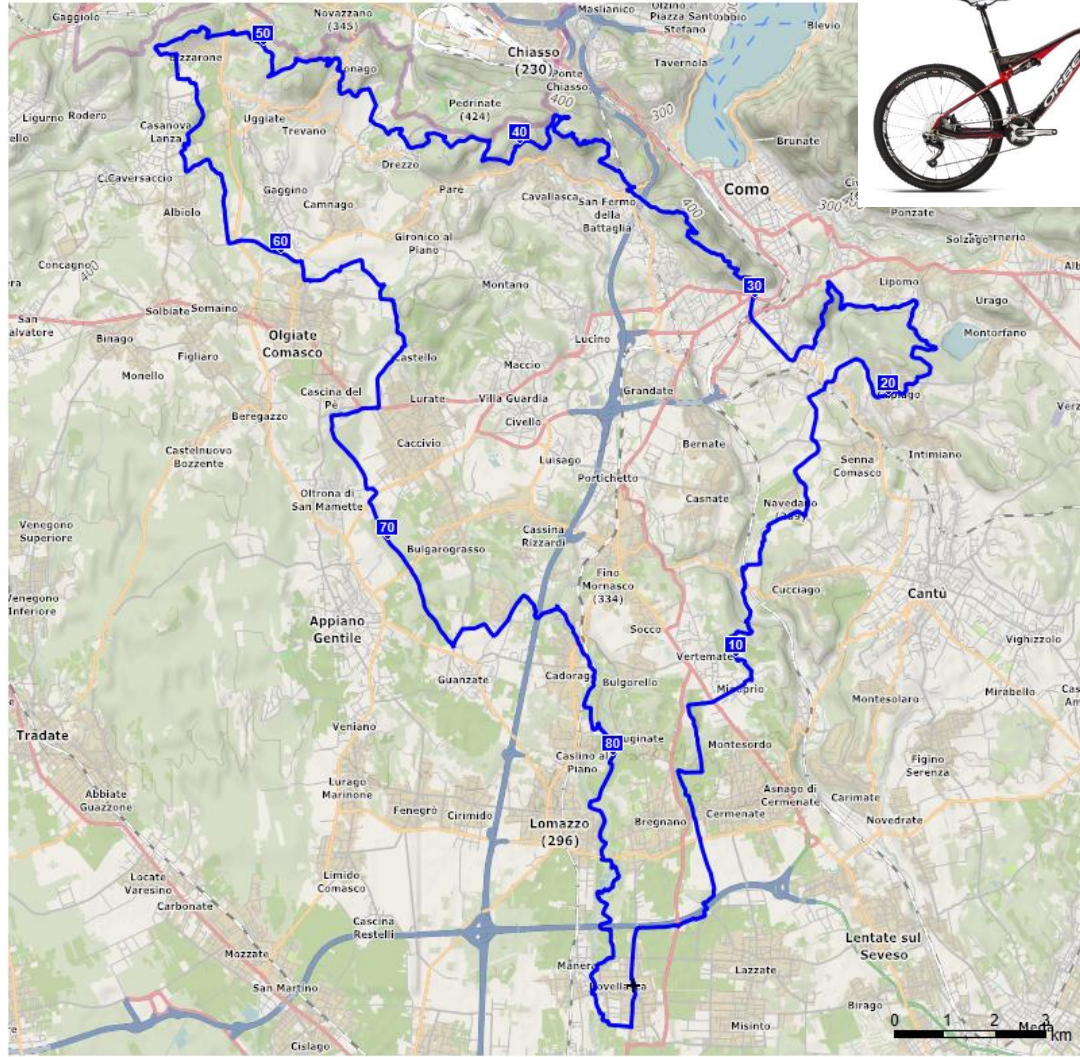 Gaggiolo
50
Novazzano
(345)
Maslianico
Piazza Santo
Stefano
Blevio
Bizzarone
Ronago
Chiasso
(230)
Ponte
Chiasso
Tavernola
Ligurno
Rodero
Casanova
Lanza
Uggiate
Trevano
Pedrinate
(424)
400
300
40
Drezzo
Brunate
ORBEA
Caversaccio
Gaggino
Camnago
Parè
Cavallasca
San Fermo
della
Battaglia
400
Como
300
Ponzate
Albiolo
60
Gironico al
Piano
Solzago
Tavernerio
Concagno
400
Montano
30
Lipomo
Urago
San
Salvatore
Solbiate
Somaino
Binago
Olgiate
Comasco
Lucino
Montorfano
Figliaro
Monello
Castello
Maccio
20
Capiago
Cascina del
Pè
Lurate
Villa Guardia
Grandate
Beregazzo
Civello
Caccivio
Bernate
Castelnuovo
Bozzente
Luisago
Senna
Comasco
Intimiano
Portichetto
Oltrona di
San Mamette
Casnate
Navedano
Venegono
Superiore
70
Bulgarograsso
Cassina
Rizzardi
Fino
Mornasco
(334)
Cucciago
Cantù
Venegono
Inferiore
Appiano
Gentile
Socco
10
Vighizzolo
Vertemate
Guanzate
Cadorago
Bulgorello
Minoprio
Montesolaro
Mirabello
Tradate
Veniano
80
Puginate
Caslino al
Piano
Montesordo
Figino
Serenza
Abbiate
Guazzone
Lurago
Marinone
Asnago di
Cermenate
Carimate
Fenegrò
Cirimido
Lomazzo
(296)
Bregnano
Cermenate
Novedrate
Locate
Varesino
Carbonate
Limido
Comasco
Cascina
Restelli
Lentate sul
Seveso
Mozzate
Manera
Rovellasca
Lazzate
San Martino
Birago
Misinto
Meda
Cislago
0 1 2 3
km